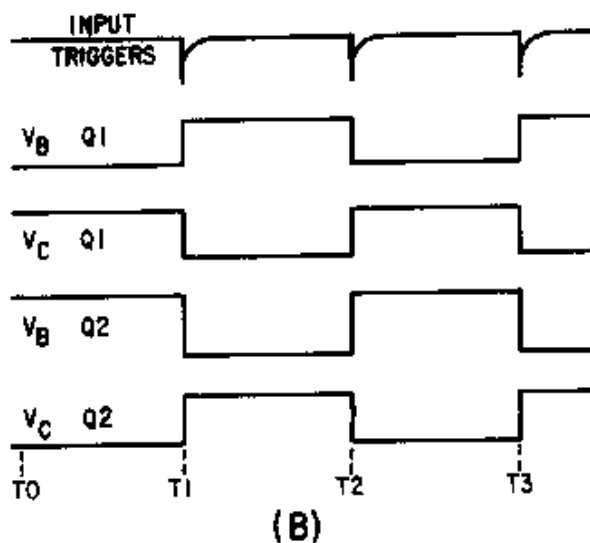 INPUT
TRIGGERS
VB Q1
VC Q1
VB Q2
VC Q2
T0 T1 T2 T3
(B)